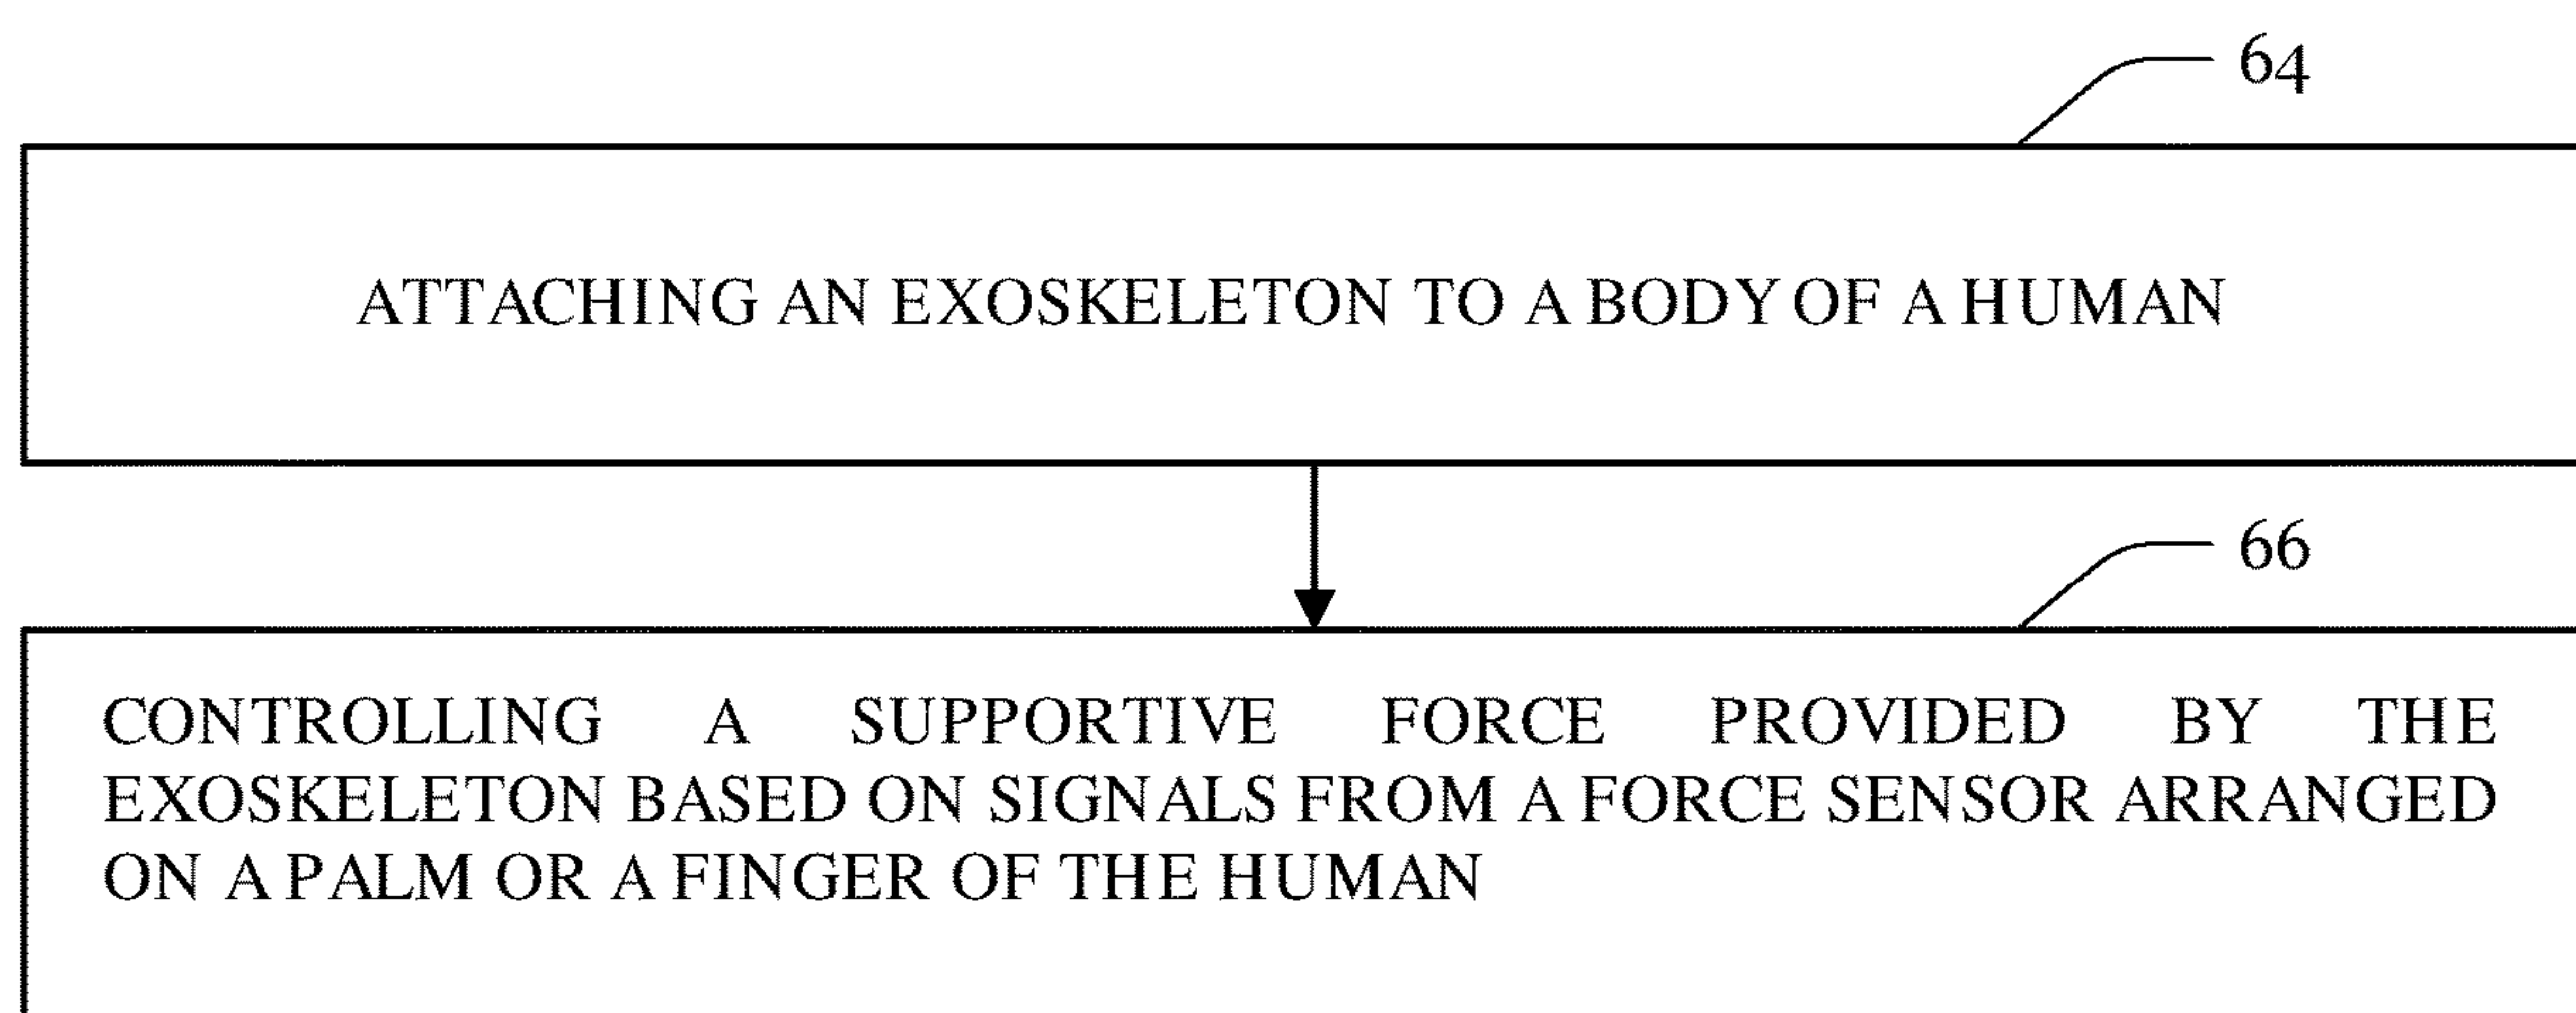 64
ATTACHING AN EXOSKELETON TO A BODY OF A HUMAN
66
CONTROLLING A SUPPORTIVE FORCE PROVIDED BY THE
EXOSKELETON BASED ON SIGNALS FROM A FORCE SENSOR ARRANGED
ON A PALM OR A FINGER OF THE HUMAN